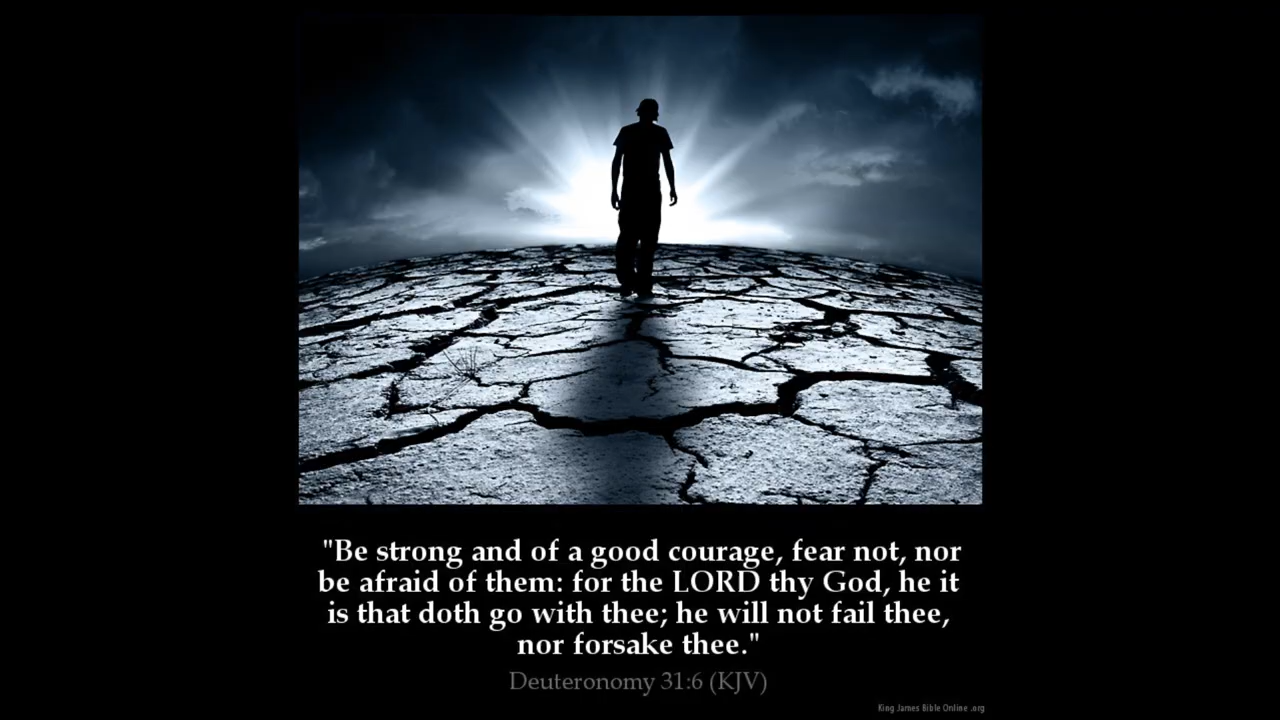 "Be strong and of a good courage, fear not, nor
be afraid of them: for the LORD thy God, he it
is that doth go with thee; he will not fail thee,
nor forsake thee."
Deuteronomy 31:6 (KJV)
King James Bible Online .org